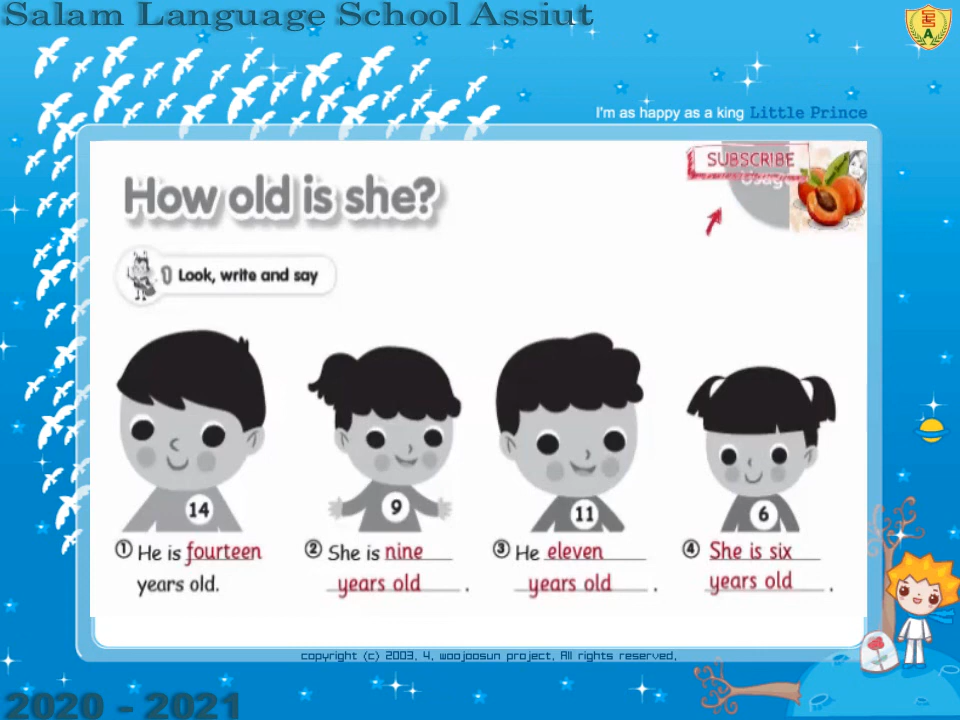 Salam Language School Assiut
A
I'm as happy as a king Little Prince
SUBSCRIBE
How old is she?
1 Look, write and say
14
9
11
6
① He is fourteen
years old.
② She is nine
years old .
③ He eleven
years old .
④ She is six
years old .
copyright (c) 2003, 4, woojoosun project, All rights reserved,
2020 - 2021